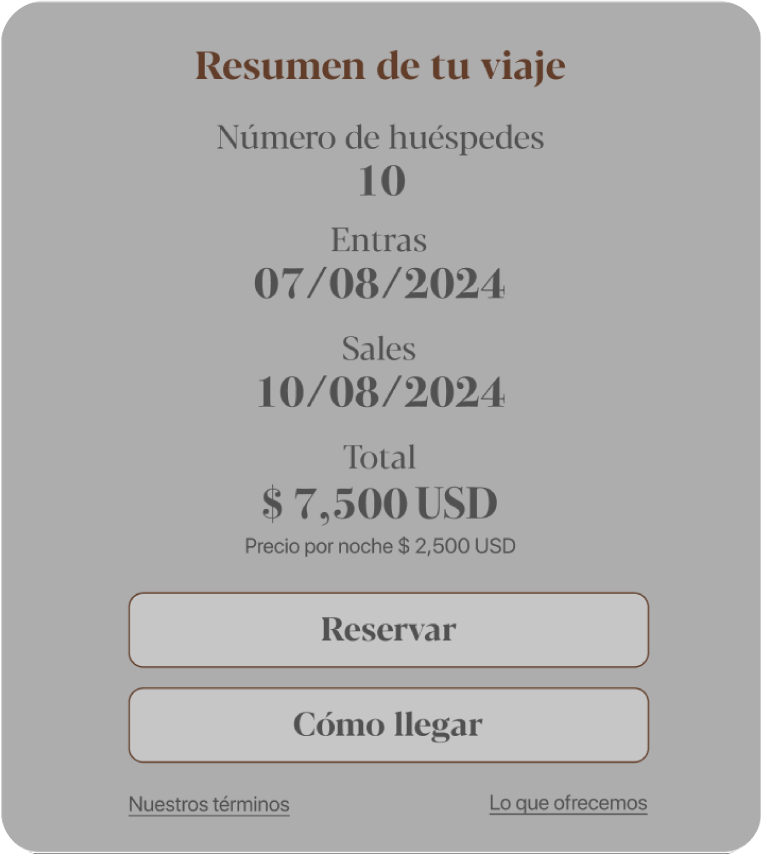 Resumen de tu viaje
Número de huéspedes
10
Entras
07/08/2024
Sales
10/08/2024
Total
$ 7,500 USD
Precio por noche $ 2,500 USD
Reservar
Cómo llegar
Nuestros términos
Lo que ofrecemos